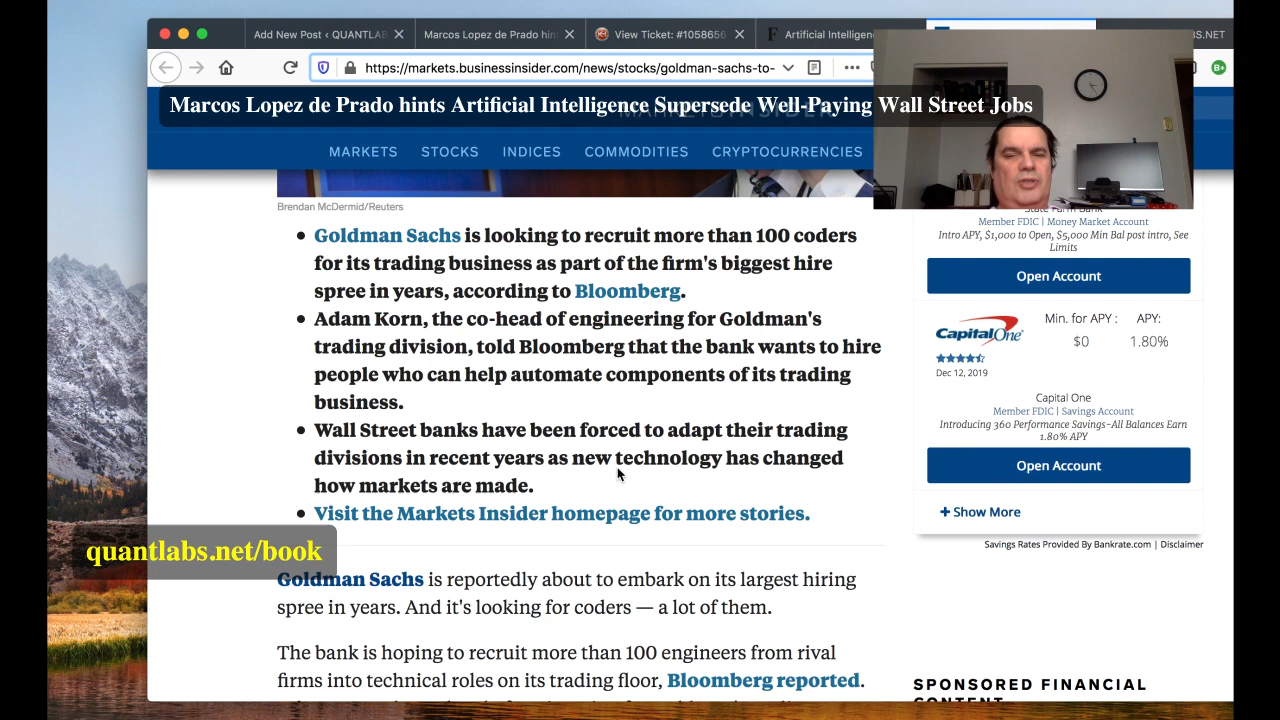 Add New Post ‹ QUANTLAB
Marcos Lopez de Prado hin
View Ticket: #1058656
Artificial Intelligenc
S.NET
https://markets.businessinsider.com/news/stocks/goldman-sachs-to-
B+
Marcos Lopez de Prado hints Artificial Intelligence Supersede Well-Paying Wall Street Jobs
MARKETS STOCKS INDICES COMMODITIES CRYPTOCURRENCIES
Brendan McDermid/Reuters
Goldman Sachs is looking to recruit more than 100 coders
for its trading business as part of the firm's biggest hire
spree in years, according to Bloomberg.
Adam Korn, the co-head of engineering for Goldman's
trading division, told Bloomberg that the bank wants to hire
people who can help automate components of its trading
business.
Wall Street banks have been forced to adapt their trading
divisions in recent years as new technology has changed
how markets are made.
Visit the Markets Insider homepage for more stories.
quantlabs.net/book
Goldman Sachs is reportedly about to embark on its largest hiring
spree in years. And it's looking for coders — a lot of them.
The bank is hoping to recruit more than 100 engineers from rival
firms into technical roles on its trading floor, Bloomberg reported.
State Farm Bank
Member FDIC | Money Market Account
Intro APY, $1,000 to Open, $5,000 Min Bal post intro, See
Limits
Open Account
Capital One
Min. for APY : APY:
$0 1.80%
Dec 12, 2019
Capital One
Member FDIC | Savings Account
Introducing 360 Performance Savings–All Balances Earn
1.80% APY
Open Account
+ Show More
Savings Rates Provided By Bankrate.com | Disclaimer
SPONSORED FINANCIAL
CONTENT